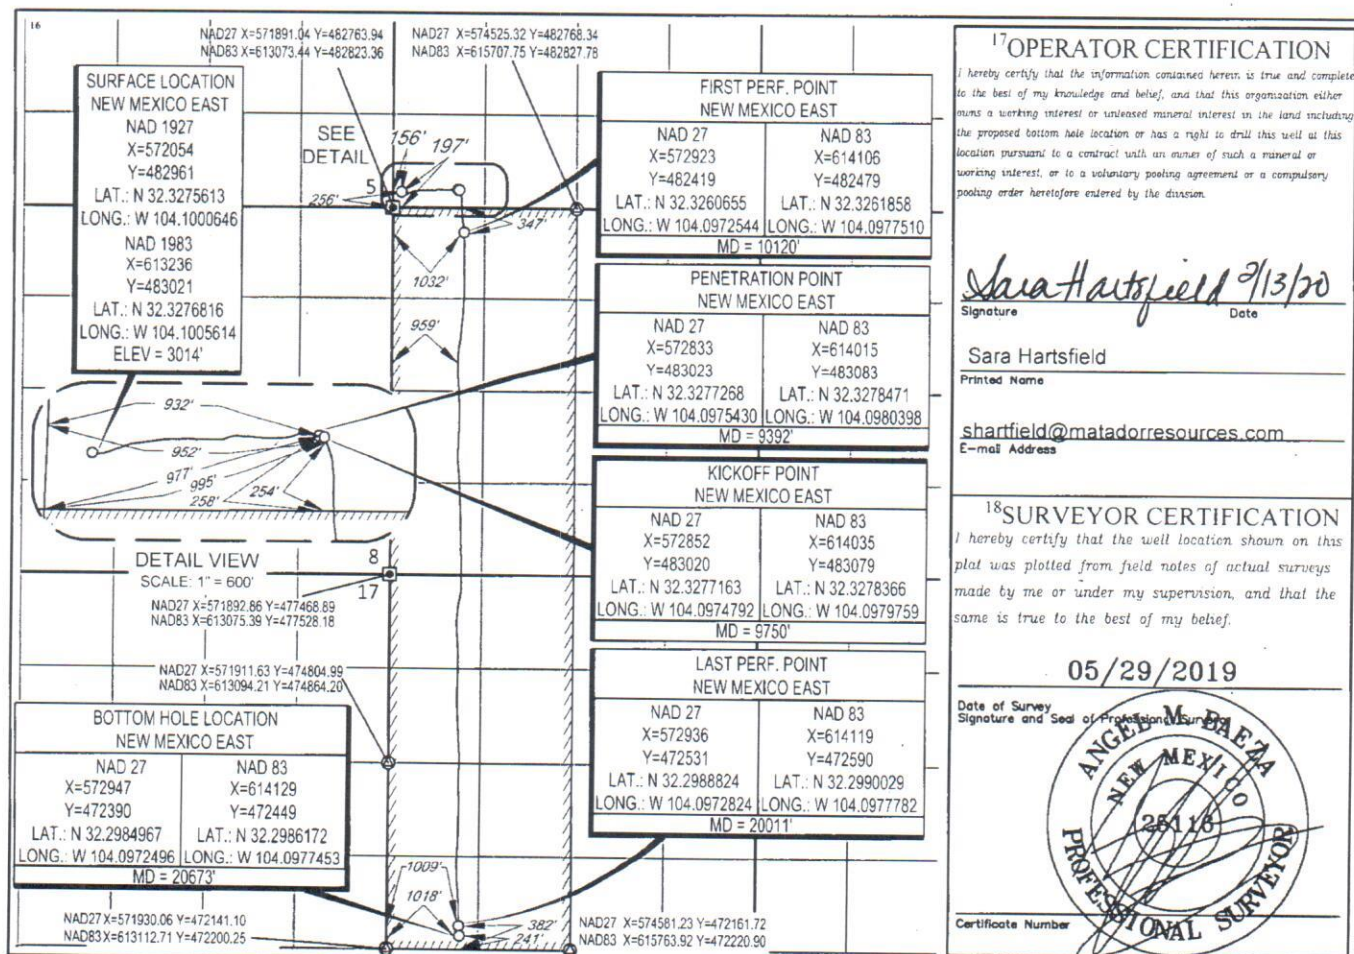 16
NAD27 X=571891.04 Y=482763.94
NAD83 X=613073.44 Y=482823.36
NAD27 X=574525.32 Y=482768.34
NAD83 X=615707.75 Y=482827.78
SURFACE LOCATION
NEW MEXICO EAST
NAD 1927
X=572054
Y=482961
LAT.: N 32.3275613
LONG.: W 104.1000646
NAD 1983
X=613236
Y=483021
LAT.: N 32.3276816
LONG.: W 104.1005614
ELEV = 3014'
SEE
DETAIL
156'
197'
5
256'
347'
1032'
959'
FIRST PERF. POINT
NEW MEXICO EAST
NAD 27 NAD 83
X=572923 X=614106
Y=482419 Y=482479
LAT.: N 32.3260655 LAT.: N 32.3261858
LONG.: W 104.0972544 LONG.: W 104.0977510
MD = 10120'
PENETRATION POINT
NEW MEXICO EAST
NAD 27 NAD 83
X=572833 X=614015
Y=483023 Y=483083
LAT.: N 32.3277268 LAT.: N 32.3278471
LONG.: W 104.0975430 LONG.: W 104.0980398
MD = 9392'
932'
952'
977'
995'
258'
254'
DETAIL VIEW
SCALE: 1" = 600'
8
17
NAD27 X=571892.86 Y=477468.89
NAD83 X=613075.39 Y=477528.18
KICKOFF POINT
NEW MEXICO EAST
NAD 27 NAD 83
X=572852 X=614035
Y=483020 Y=483079
LAT.: N 32.3277163 LAT.: N 32.3278366
LONG.: W 104.0974792 LONG.: W 104.0979759
MD = 9750'
NAD27 X=571911.63 Y=474804.99
NAD83 X=613094.21 Y=474864.20
LAST PERF. POINT
NEW MEXICO EAST
NAD 27 NAD 83
X=572936 X=614119
Y=472531 Y=472590
LAT.: N 32.2988824 LAT.: N 32.2990029
LONG.: W 104.0972824 LONG.: W 104.0977782
MD = 20011'
BOTTOM HOLE LOCATION
NEW MEXICO EAST
NAD 27 NAD 83
X=572947 X=614129
Y=472390 Y=472449
LAT.: N 32.2984967 LAT.: N 32.2986172
LONG.: W 104.0972496 LONG.: W 104.0977453
MD = 20673'
1009'
1018'
382'
241'
NAD27 X=571930.06 Y=472141.10
NAD83 X=613112.71 Y=472200.25
NAD27 X=574581.23 Y=472161.72
NAD83 X=615763.92 Y=472220.90
17 OPERATOR CERTIFICATION
I hereby certify that the information contained herein is true and complete
to the best of my knowledge and belief, and that this organization either
owns a working interest or unleased mineral interest in the land including
the proposed bottom hole location or has a right to drill this well at this
location pursuant to a contract with an owner of such a mineral or
working interest, or to a voluntary pooling agreement or a compulsory
pooling order heretofore entered by the division.
Sara Hartsfield 2/13/20
Signature Date
Sara Hartsfield
Printed Name
shartfield@matadorresources.com
E-mail Address
18 SURVEYOR CERTIFICATION
I hereby certify that the well location shown on this
plat was plotted from field notes of actual surveys
made by me or under my supervision, and that the
same is true to the best of my belief.
05/29/2019
Date of Survey
Signature and Seal of Professional Surveyor
ANGEL M. BAEZA
NEW MEXICO
25116
PROFESSIONAL SURVEYOR
Certificate Number